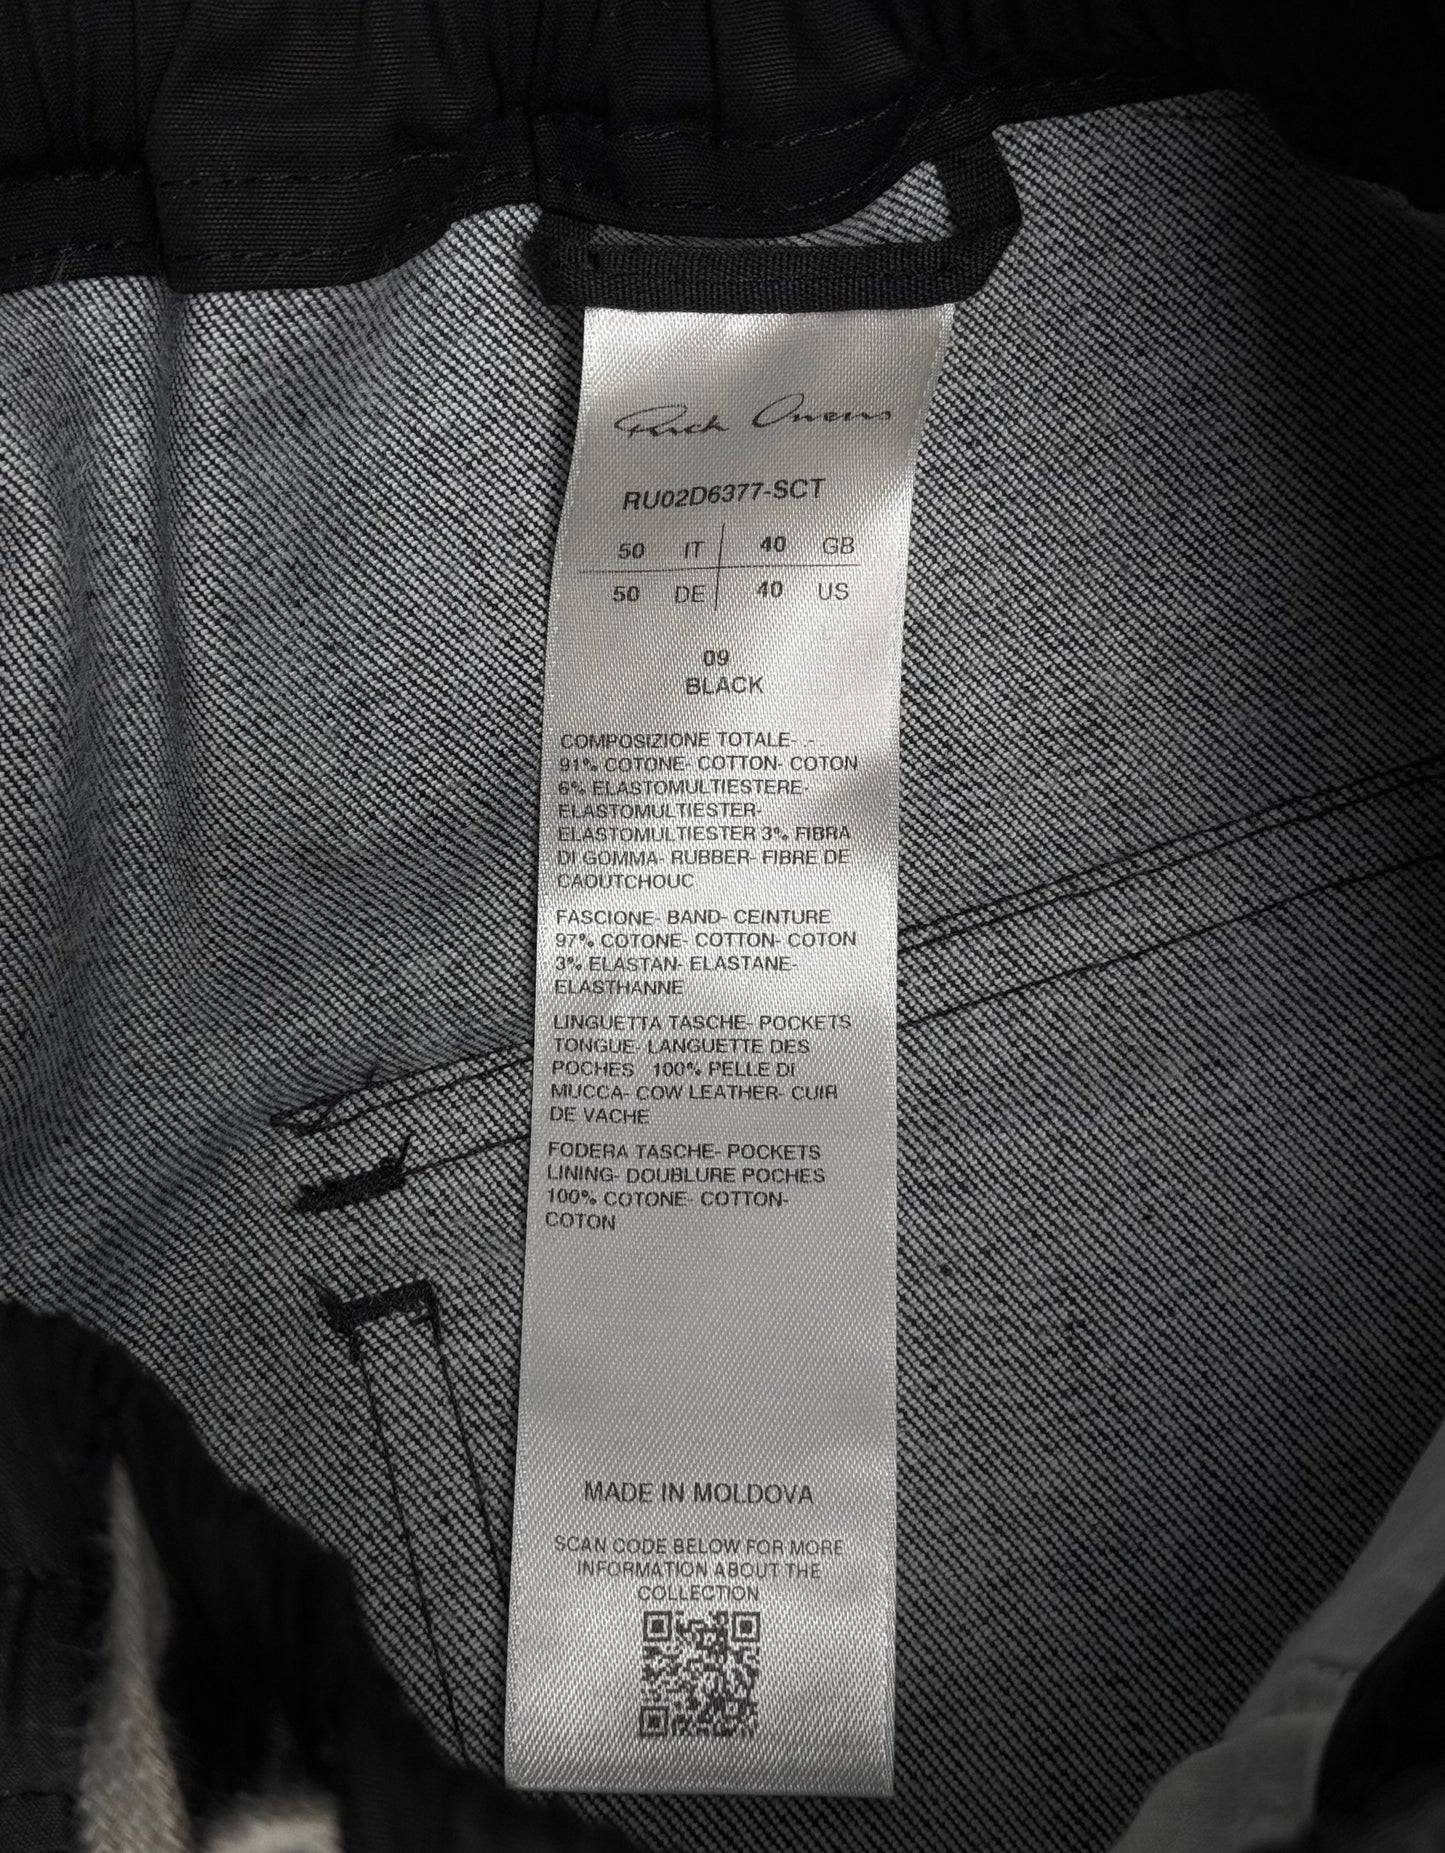 Rick Owens
RU02D6377-SCT
50 IT 40 GB
50 DE 40 US
09
BLACK
COMPOSIZIONE TOTALE- .-
91% COTONE- COTTON- COTON
6% ELASTOMULTIESTERE-
ELASTOMULTIESTER-
ELASTOMULTIESTER 3% FIBRA
DI GOMMA- RUBBER- FIBRE DE
CAOUTCHOUC
FASCIONE- BAND- CEINTURE
97% COTONE- COTTON- COTON
3% ELASTAN- ELASTANE-
ELASTHANNE
LINGUETTA TASCHE- POCKETS
TONGUE- LANGUETTE DES
POCHES 100% PELLE DI
MUCCA- COW LEATHER- CUIR
DE VACHE
FODERA TASCHE- POCKETS
LINING- DOUBLURE POCHES
100% COTONE- COTTON-
COTON
MADE IN MOLDOVA
SCAN CODE BELOW FOR MORE
INFORMATION ABOUT THE
COLLECTION